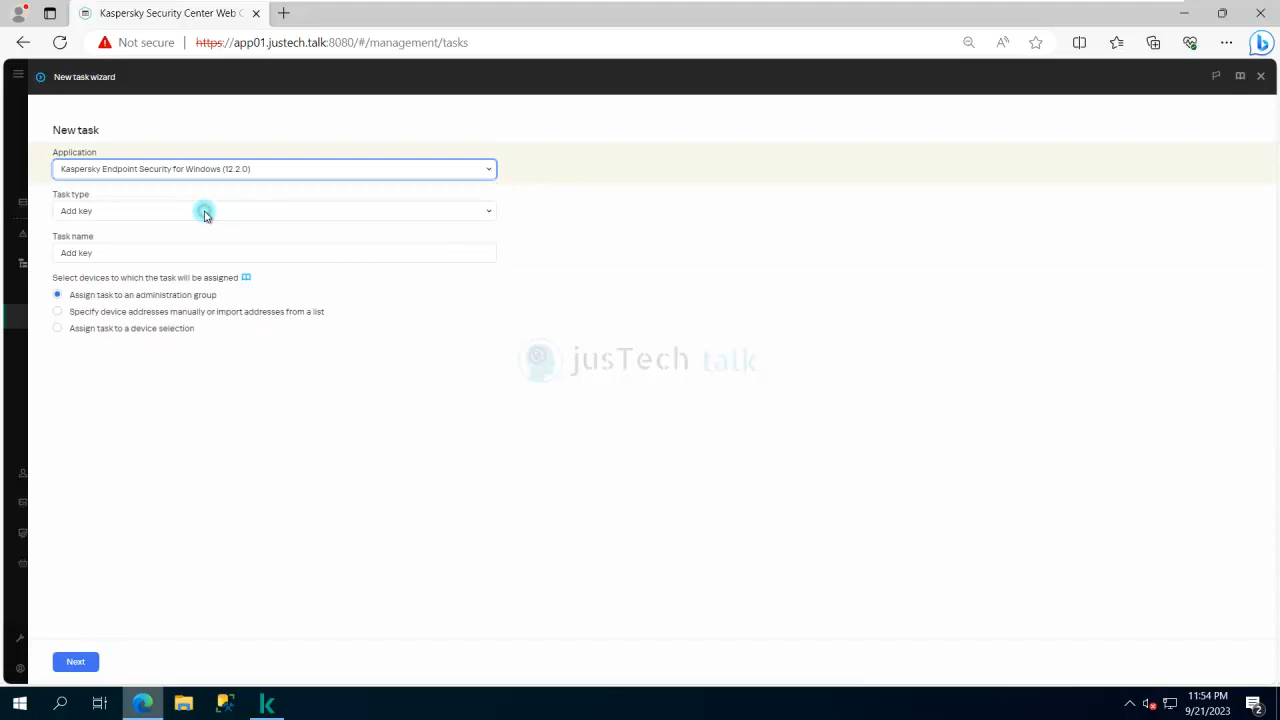 Kaspersky Security Center Web C
Not secure
https://app01.justech.talk:8080/#/management/tasks
New task wizard
New task
Application
Kaspersky Endpoint Security for Windows (12.2.0)
Task type
Add key
Task name
Add key
Select devices to which the task will be assigned
Assign task to an administration group
Specify device addresses manually or import addresses from a list
Assign task to a device selection
jusTech talk
Next
11:54 PM
9/21/2023
2